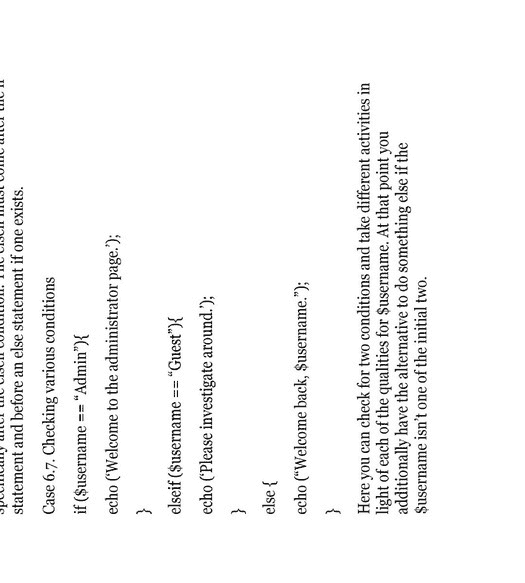 statement and before an else statement if one exists.
Case 6.7. Checking various conditions
if ($username == “Admin”){
echo (‘Welcome to the administrator page.’);
}
elseif ($username == “Guest”){
echo (‘Please investigate around.’);
}
else {
echo (“Welcome back, $username.”);
}
Here you can check for two conditions and take different activities in
light of each of the qualities for $username. At that point you
additionally have the alternative to do something else if the
$username isn’t one of the initial two.